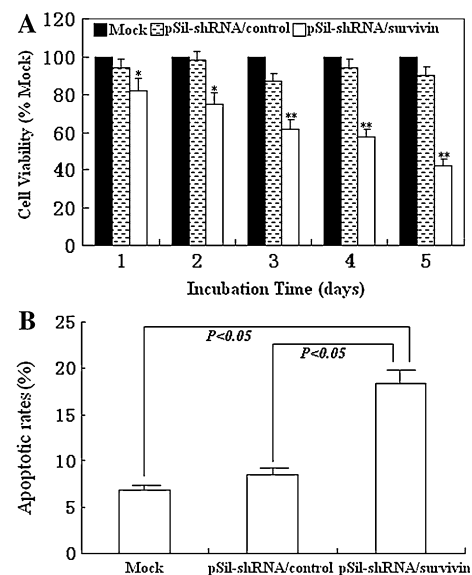 A
Mock pSil-shRNA/control pSil-shRNA/survivin
Cell Viability (% Mock)
120
100
80
60
40
20
0
*
*
**
**
**
1 2 3 4 5
Incubation Time (days)
B
Apoptotic rates(%)
25
20
15
10
5
0
P<0.05
P<0.05
Mock pSil-shRNA/control pSil-shRNA/survivin